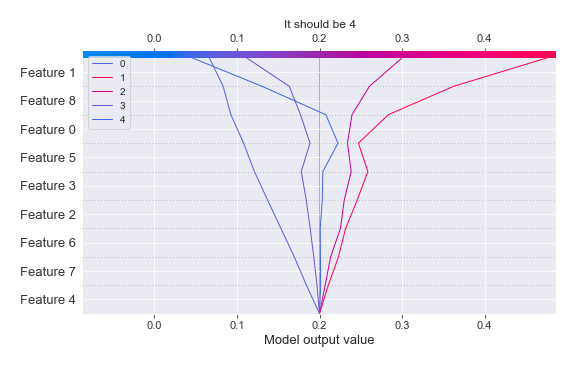 It should be 4
0.0 0.1 0.2 0.3 0.4
0
1
2
3
4
Feature 1
Feature 8
Feature 0
Feature 5
Feature 3
Feature 2
Feature 6
Feature 7
Feature 4
0.0 0.1 0.2 0.3 0.4
Model output value